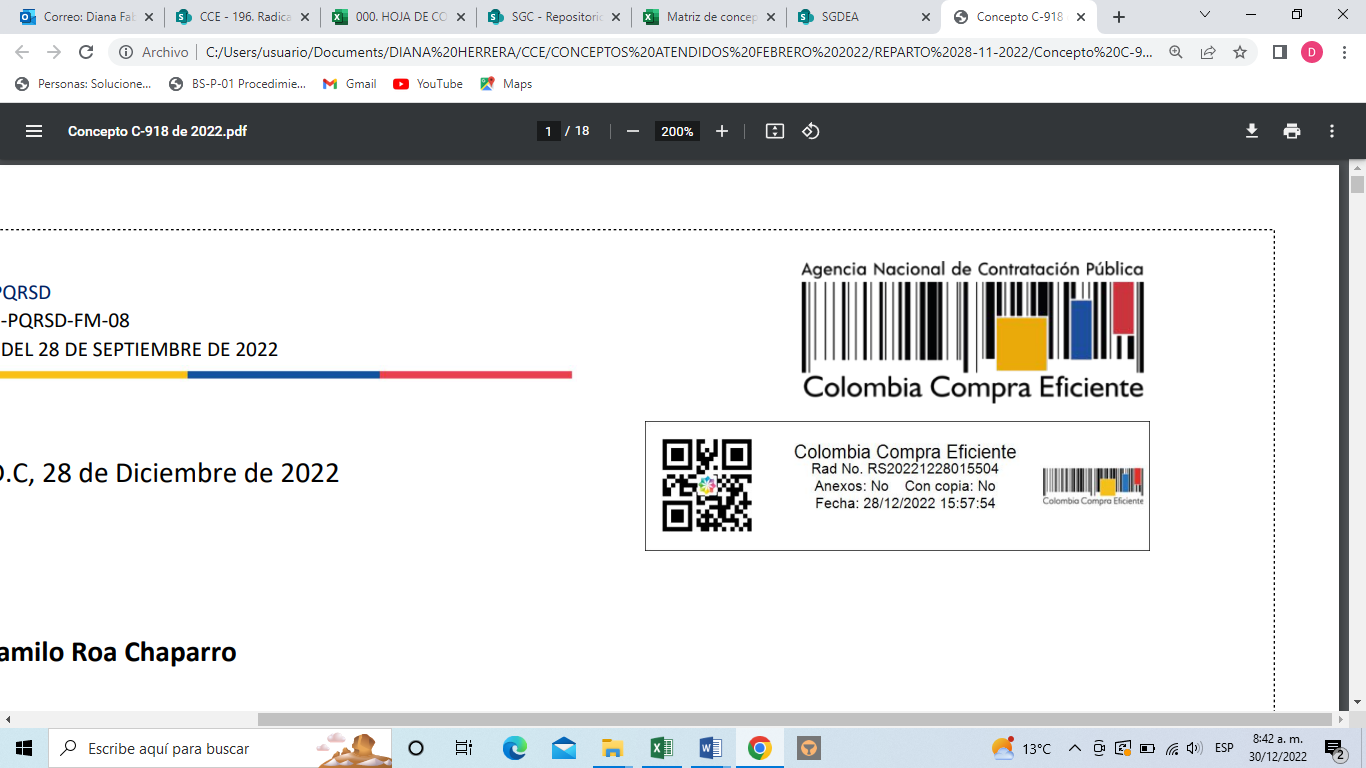 Correo: Diana Fab
CCE - 196. Radica
000. HOJA DE CO
SGC - Repositorio
Matriz de concep
SGDEA
Concepto C-918
Archivo
C:/Users/usuario/Documents/DIANA%20HERRERA/CCE/CONCEPTOS%20ATENDIDOS%20FEBRERO%202022/REPARTO%2028-11-2022/Concepto%20C-9...
D
Personas: Solucione...
BS-P-01 Procedimie...
Gmail
YouTube
Maps
Concepto C-918 de 2022.pdf
1 / 18
200%
PQRSD
-PQRSD-FM-08
DEL 28 DE SEPTIEMBRE DE 2022
Agencia Nacional de Contratación Pública
Colombia Compra Eficiente
Colombia Compra Eficiente
Rad No. RS20221228015504
Anexos: No Con copia: No
Fecha: 28/12/2022 15:57:54
Colombia Compra Eficiente
D.C, 28 de Diciembre de 2022
amilo Roa Chaparro
Escribe aquí para buscar
13°C
ESP
8:42 a. m.
30/12/2022
2